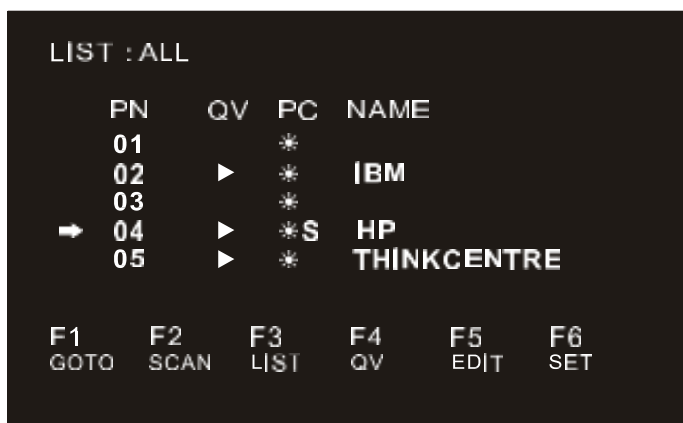 LIST : ALL
PN QV PC NAME
01 ☀
02 ▶ ☀ IBM
03 ☀
➡ 04 ▶ ☀S HP
05 ▶ ☀ THINKCENTRE
F1 F2 F3 F4 F5 F6
GOTO SCAN LIST QV EDIT SET